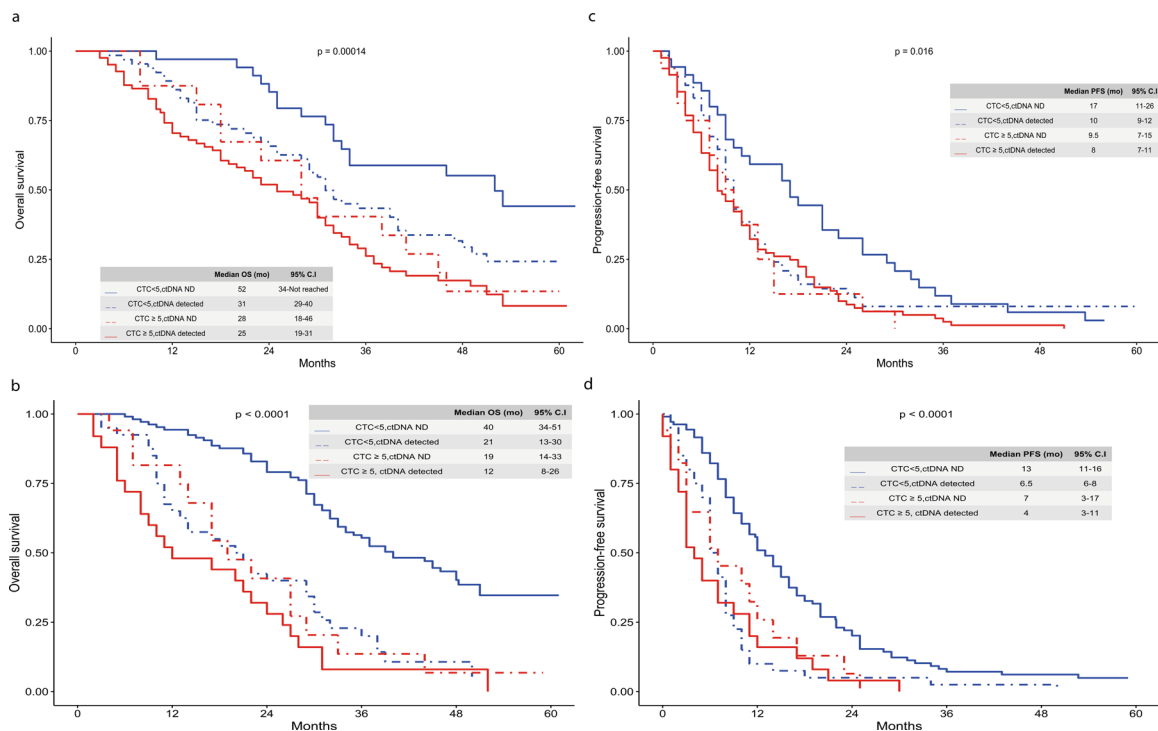 a
p = 0.00014
1.00
0.75
0.50
0.25
0.00
Overall survival
Median OS (mo) 95% C.I
CTC<5,ctDNA ND 52 34-Not reached
CTC<5,ctDNA detected 31 29-40
CTC ≥ 5,ctDNA ND 28 18-46
CTC ≥ 5,ctDNA detected 25 19-31
0 12 24 36 48 60
Months
c
p = 0.016
1.00
0.75
0.50
0.25
0.00
Progression-free survival
Median PFS (mo) 95% C.I
CTC<5,ctDNA ND 17 11-26
CTC<5,ctDNA detected 10 9-12
CTC ≥ 5,ctDNA ND 9.5 7-15
CTC ≥ 5,ctDNA detected 8 7-11
0 12 24 36 48 60
Months
b
p < 0.0001
1.00
0.75
0.50
0.25
0.00
Overall survival
Median OS (mo) 95% C.I
CTC<5,ctDNA ND 40 34-51
CTC<5,ctDNA detected 21 13-30
CTC ≥ 5,ctDNA ND 19 14-33
CTC ≥ 5, ctDNA detected 12 8-26
0 12 24 36 48 60
Months
d
p < 0.0001
1.00
0.75
0.50
0.25
0.00
Progression-free survival
Median PFS (mo) 95% C.I
CTC<5,ctDNA ND 13 11-16
CTC<5,ctDNA detected 6.5 6-8
CTC ≥ 5,ctDNA ND 7 3-17
CTC ≥ 5, ctDNA detected 4 3-11
0 12 24 36 48 60
Months